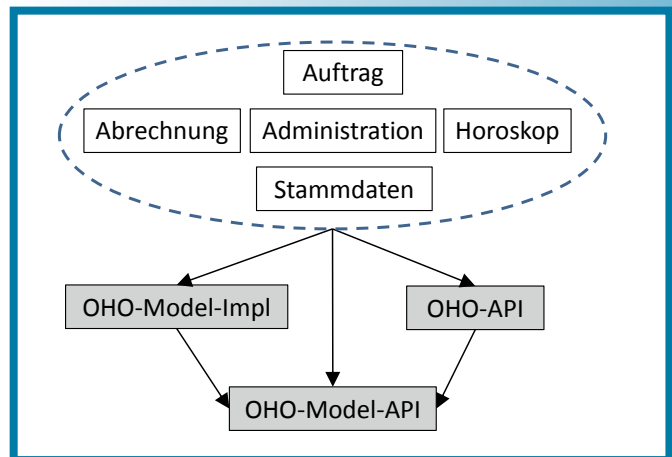 Auftrag
Abrechnung
Administration
Horoskop
Stammdaten
OHO-Model-Impl
OHO-API
OHO-Model-API